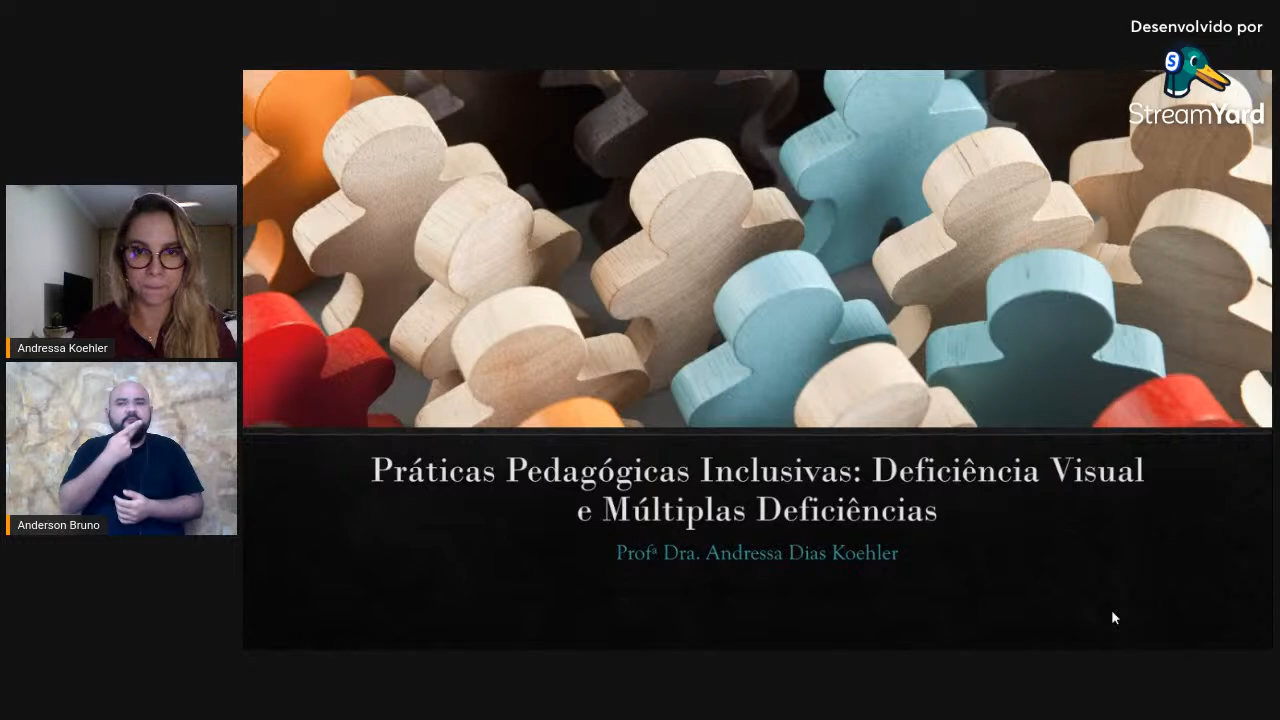 Desenvolvido por
StreamYard
Andressa Koehler
Anderson Bruno
Práticas Pedagógicas Inclusivas: Deficiência Visual
e Múltiplas Deficiências
Profª Dra. Andressa Dias Koehler